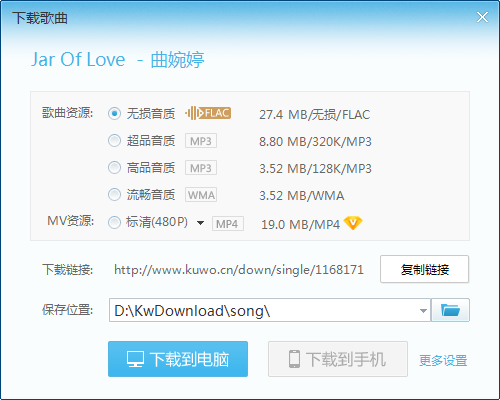 下载歌曲
Jar Of Love - 曲婉婷
歌曲资源: 无损音质 FLAC 27.4 MB/无损/FLAC
超品音质 MP3 8.80 MB/320K/MP3
高品音质 MP3 3.52 MB/128K/MP3
流畅音质 WMA 3.52 MB/WMA
MV资源: 标清(480P) MP4 19.0 MB/MP4
下载链接: http://www.kuwo.cn/down/single/1168171 复制链接
保存位置: D:\KwDownload\song\
下载到电脑 下载到手机 更多设置